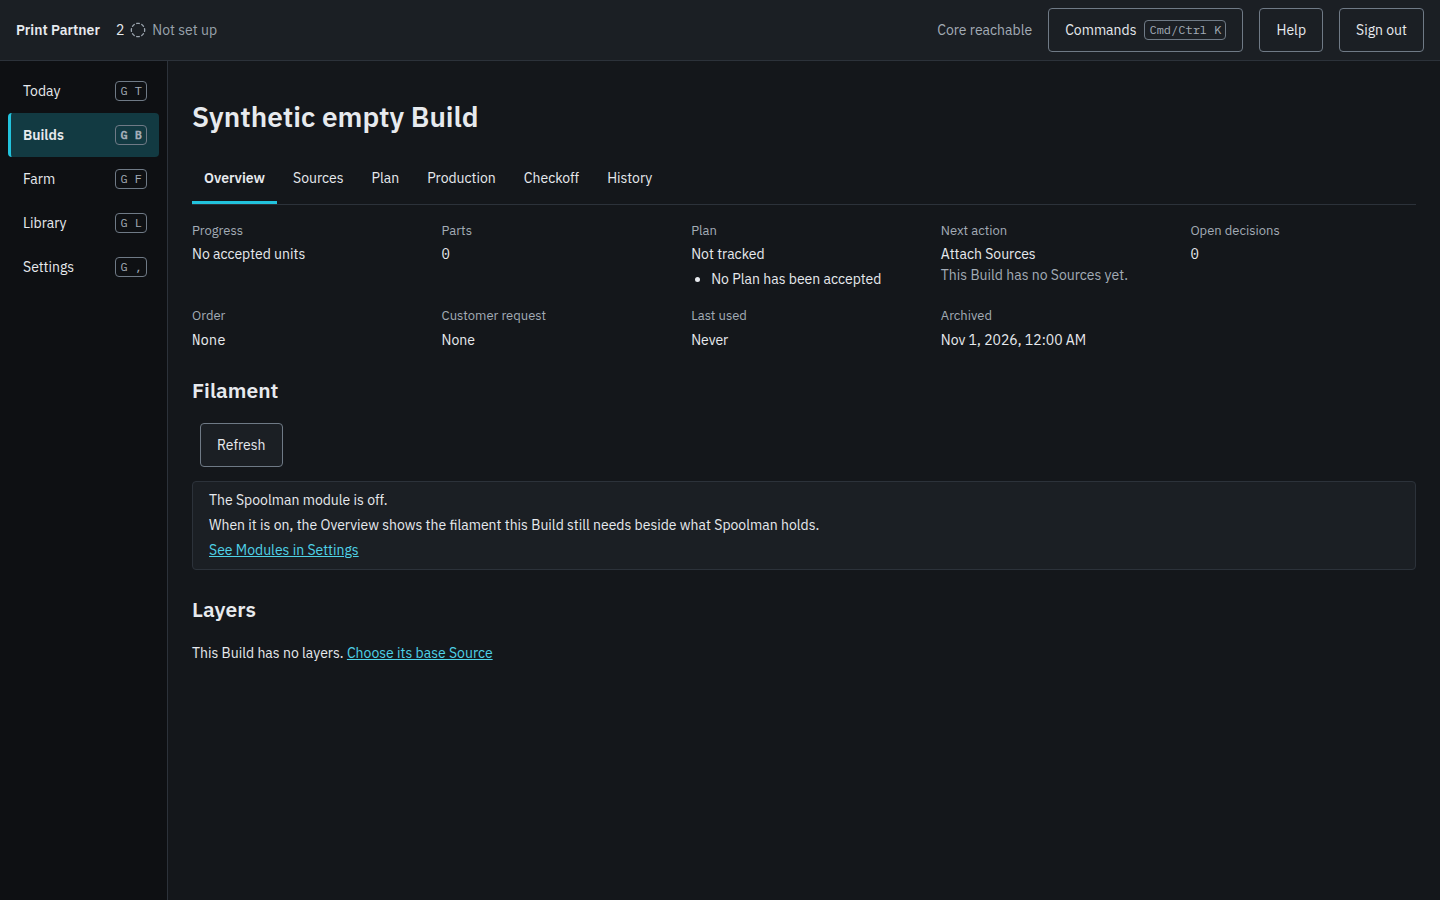 Print Partner 2 Not set up Core reachable Commands Cmd/Ctrl K Help Sign out
Today G T
Builds G B
Farm G F
Library G L
Settings G ,
Synthetic empty Build
Overview Sources Plan Production Checkoff History
Progress Parts Plan Next action Open decisions
No accepted units 0 Not tracked Attach Sources 0
This Build has no Sources yet.
• No Plan has been accepted
Order Customer request Last used Archived
None None Never Nov 1, 2026, 12:00 AM
Filament
Refresh
The Spoolman module is off.
When it is on, the Overview shows the filament this Build still needs beside what Spoolman holds.
See Modules in Settings
Layers
This Build has no layers. Choose its base Source